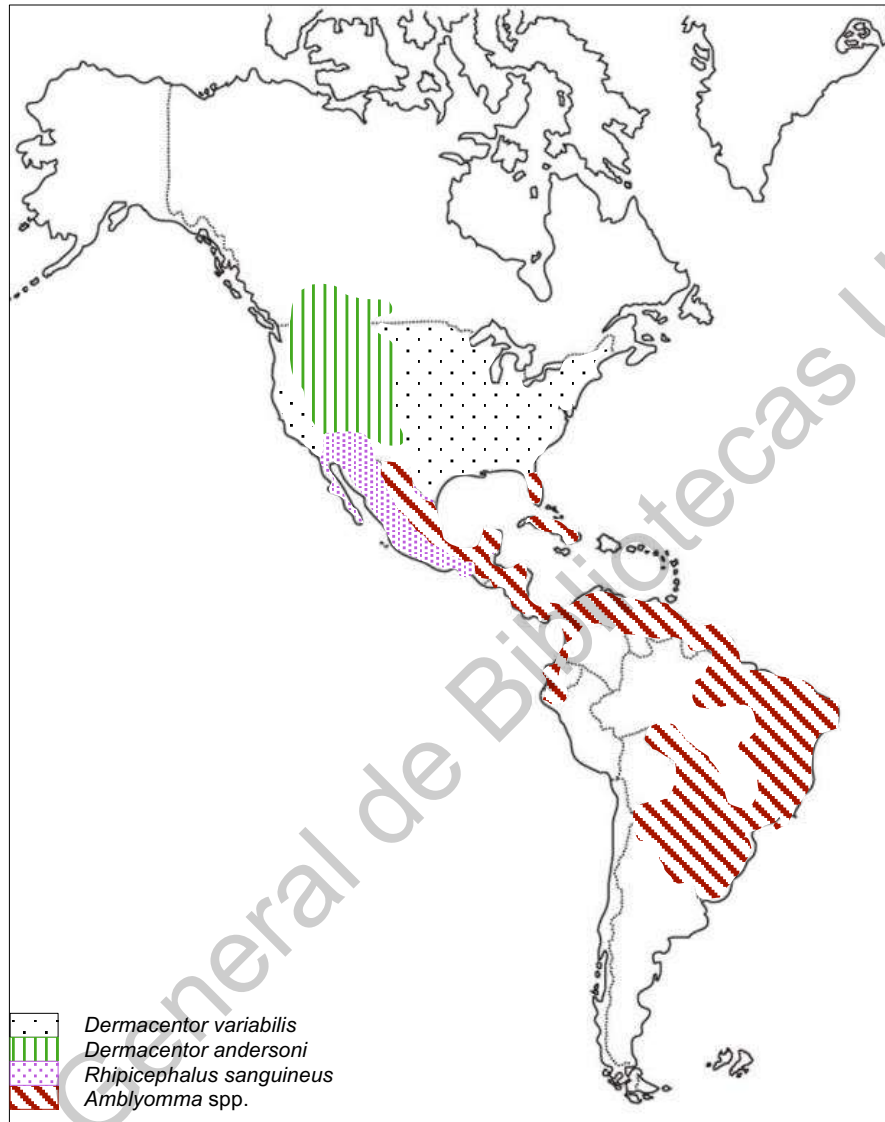 General de Bibliotecas U
Dermacentor variabilis
Dermacentor andersoni
Rhipicephalus sanguineus
Amblyomma spp.